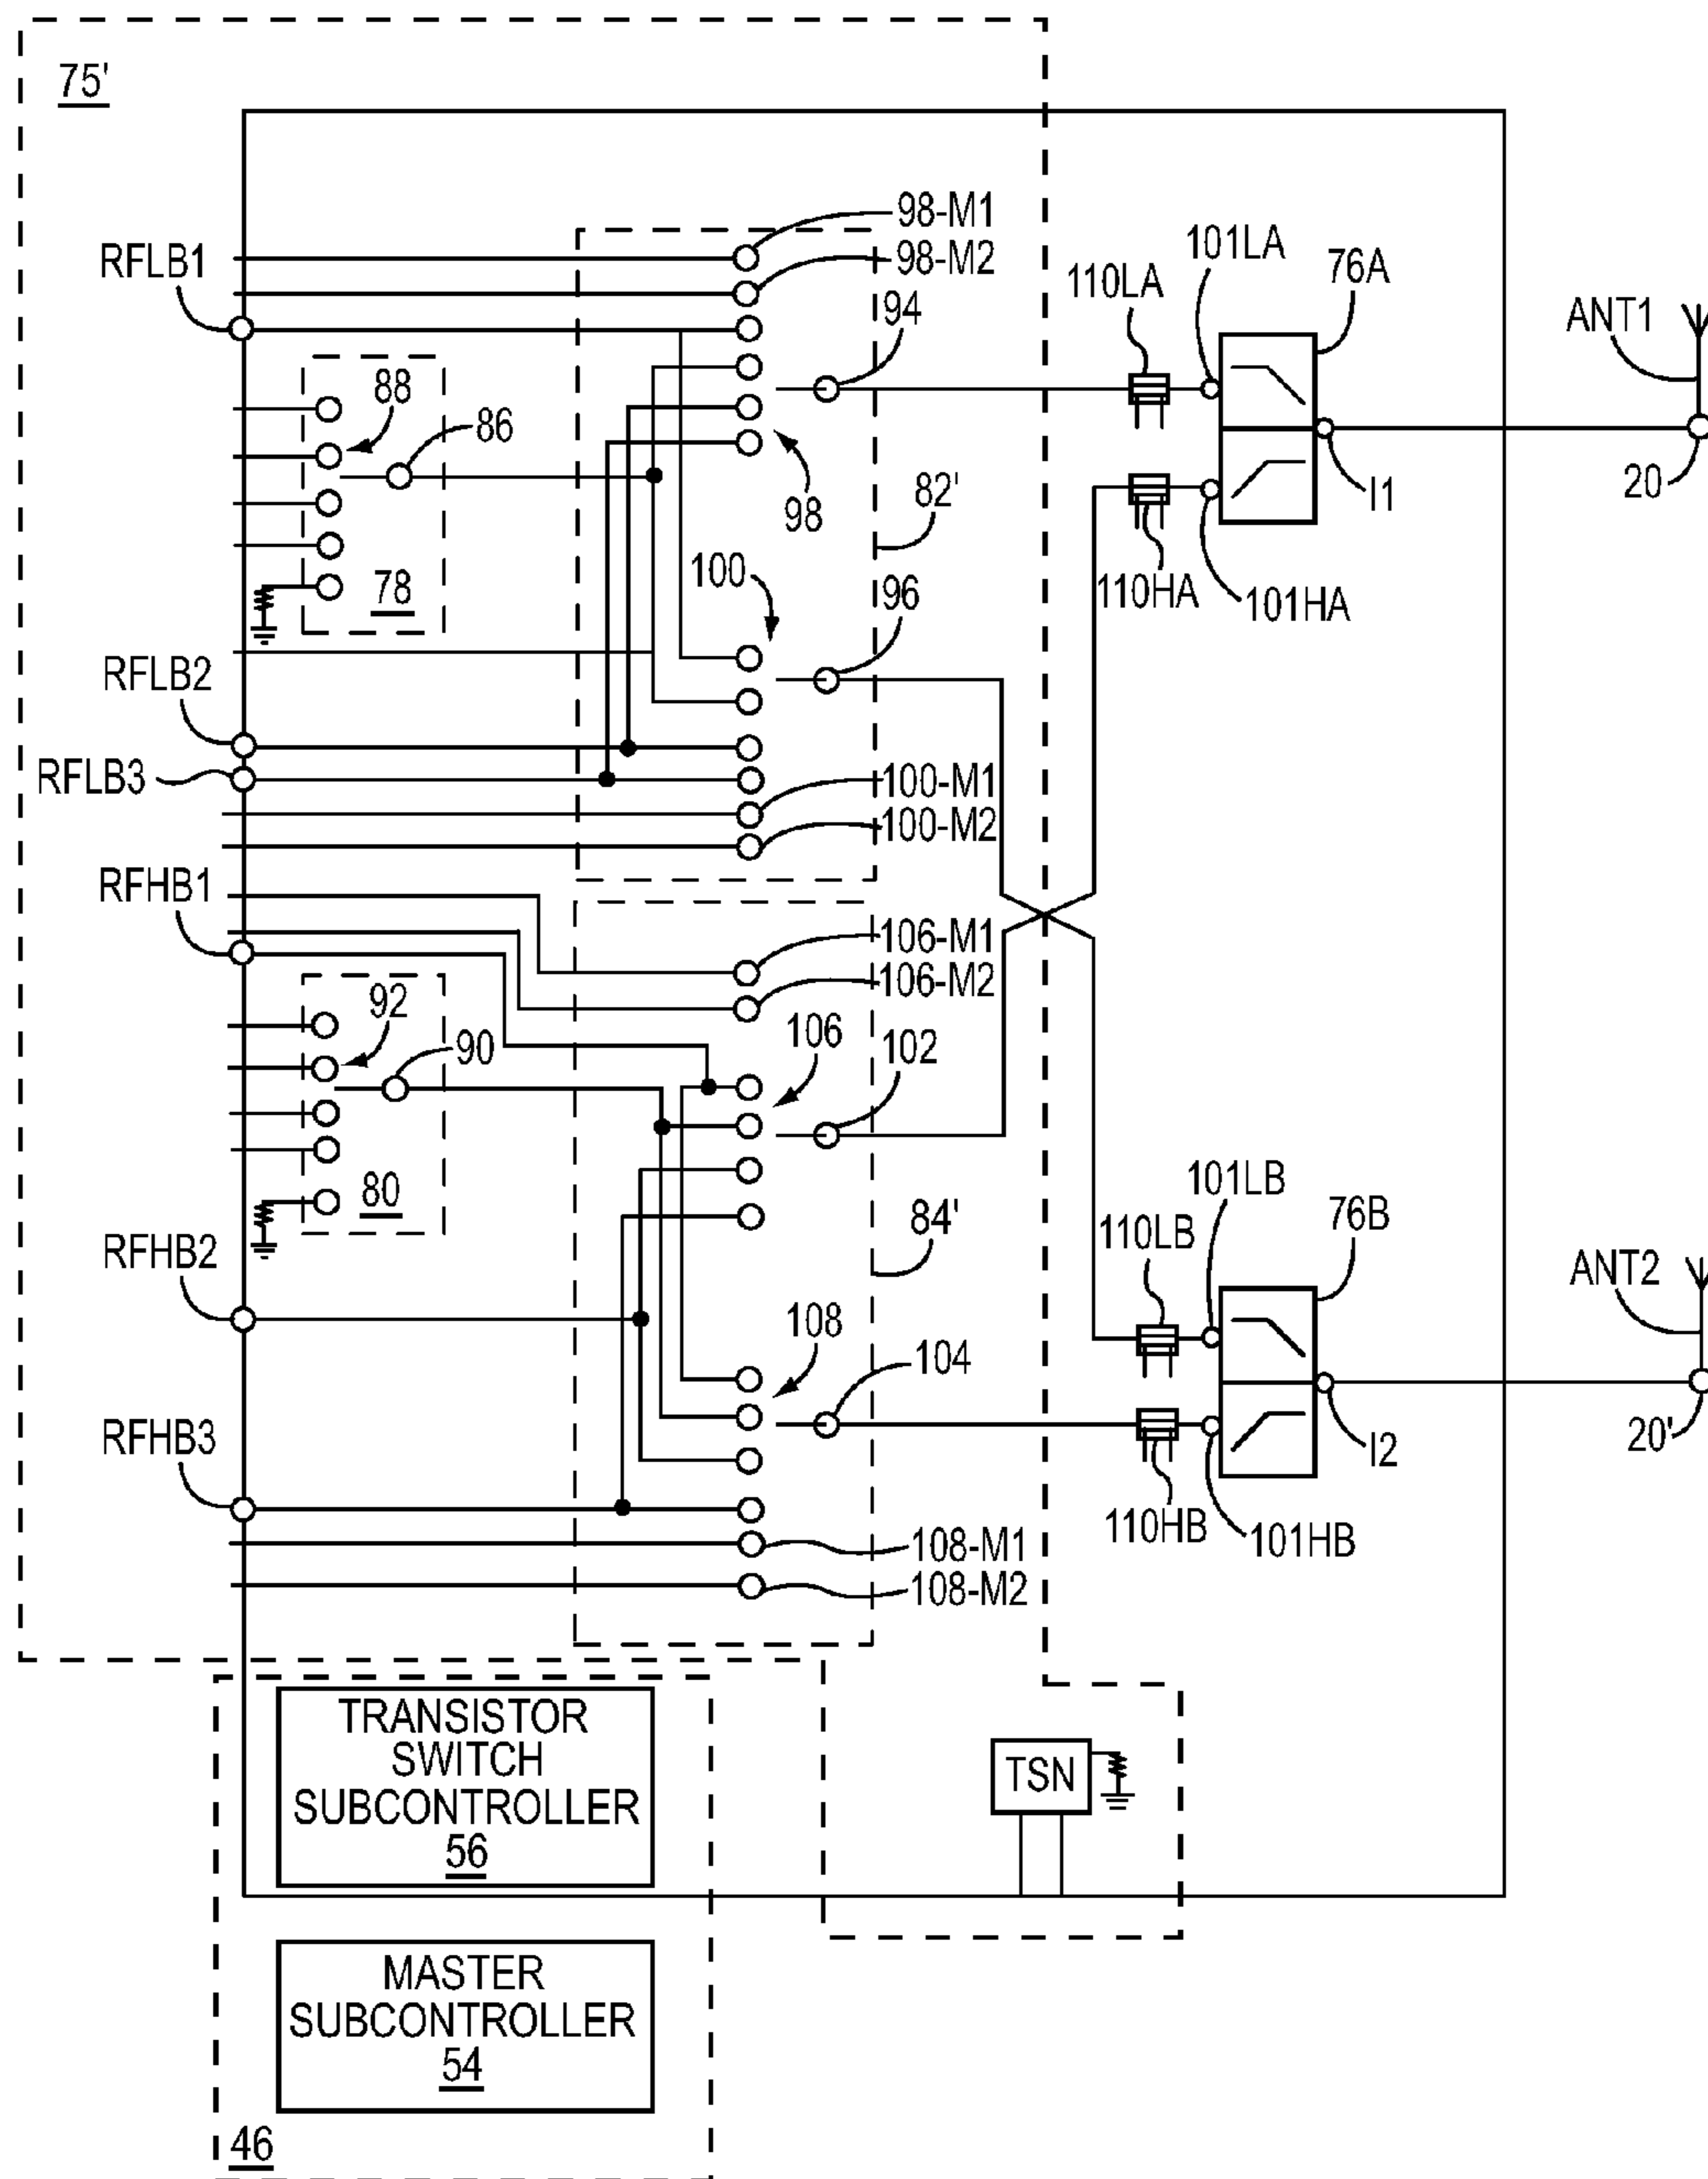 75'
98-M1
RFLB1
98-M2
101LA
76A
110LA
94
ANT1
88
86
82'
I1
20
98
100
96
110HA
101HA
78
RFLB2
RFLB3
100-M1
100-M2
RFHB1
106-M1
106-M2
92
106
102
90
80
101LB
76B
84'
110LB
RFHB2
ANT2
108
104
RFHB3
I2
20'
110HB
101HB
108-M1
108-M2
TRANSISTOR
SWITCH
SUBCONTROLLER
56
TSN
MASTER
SUBCONTROLLER
54
46